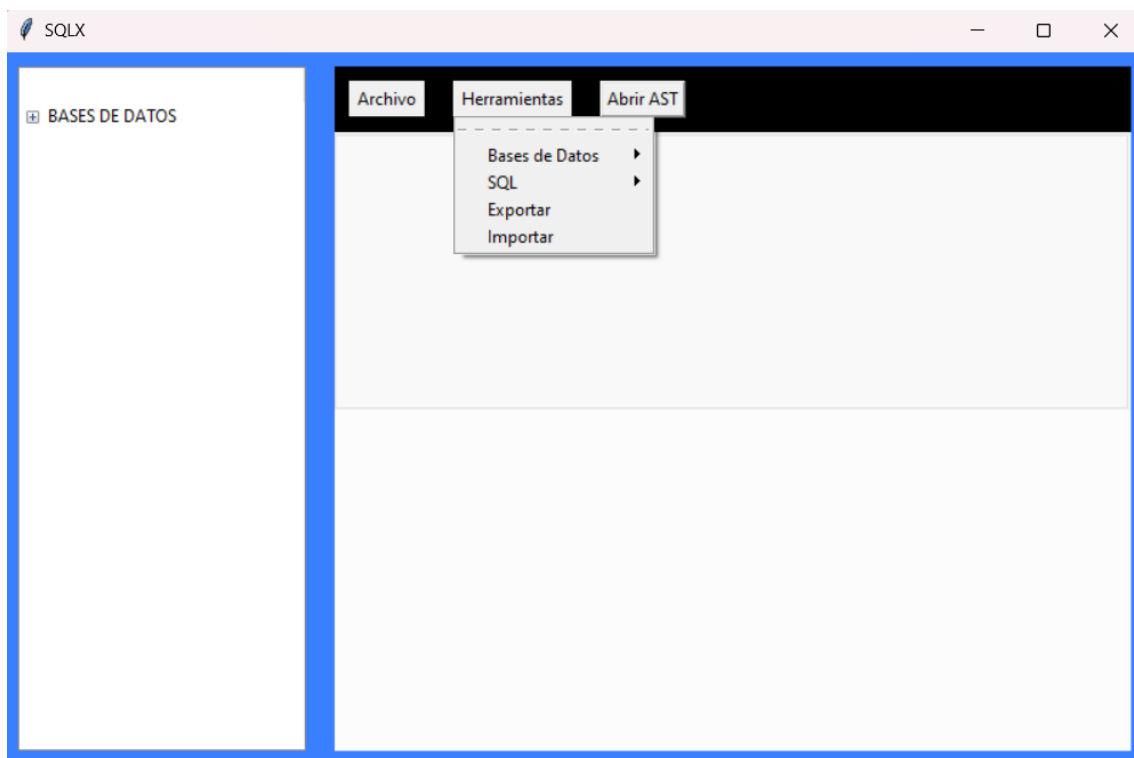 SQLX
BASES DE DATOS
Archivo Herramientas Abrir AST
Bases de Datos
SQL
Exportar
Importar